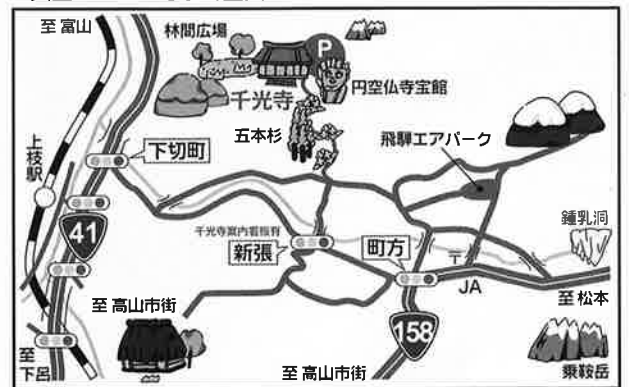 至 富山
林間広場
P
円空仏寺宝館
千光寺
五本杉
飛騨エアパーク
上枝駅
下切町
41
千光寺案内看板有
新張
町方
〒
JA
鍾乳洞
至 松本
至 高山市街
158
至
下呂
至 高山市街
乗鞍岳